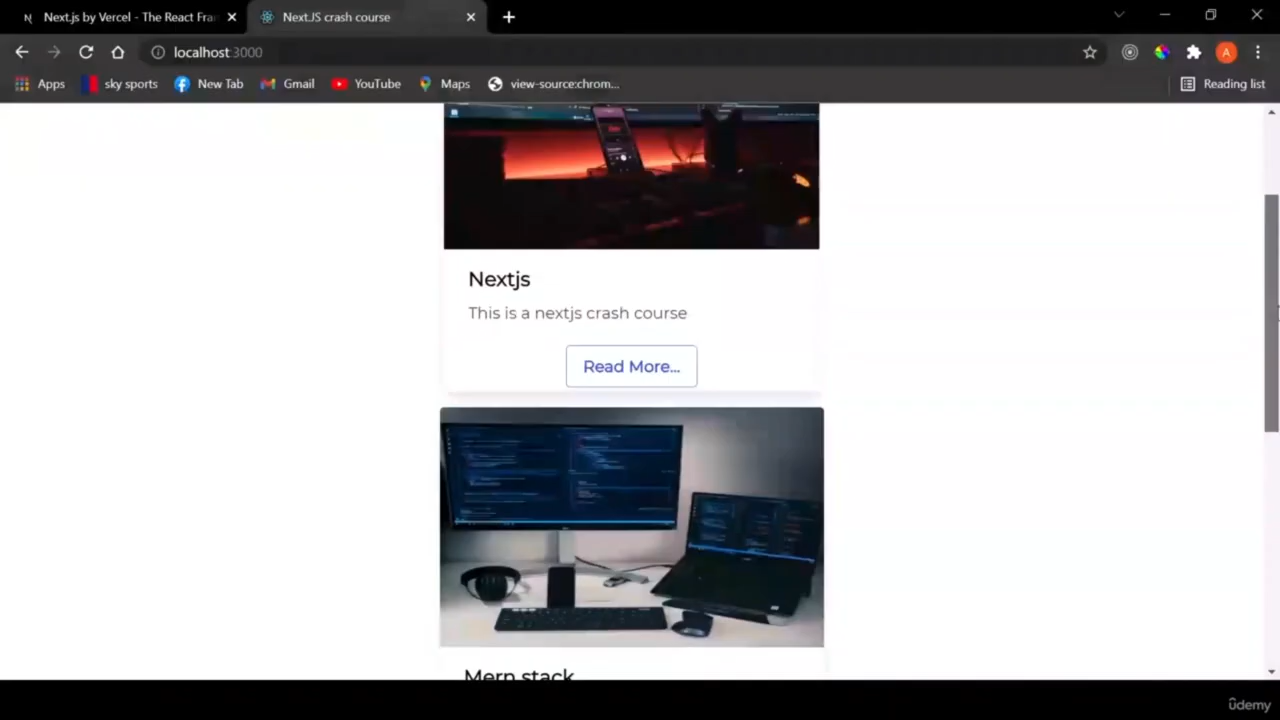 Next.js by Vercel - The React Fra
Next.JS crash course
localhost:3000
A
Apps
sky sports
New Tab
Gmail
YouTube
Maps
view-source:chrom...
Reading list
Nextjs
This is a nextjs crash course
Read More...
Mern stack
ûdemy